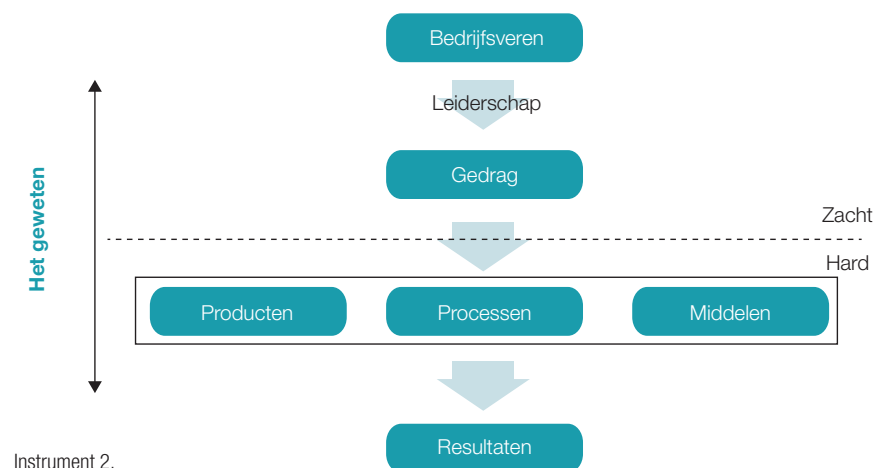 Bedrijfsveren
Leiderschap
Gedrag
Het geweten
Zacht
Hard
Producten
Processen
Middelen
Resultaten
Instrument 2.